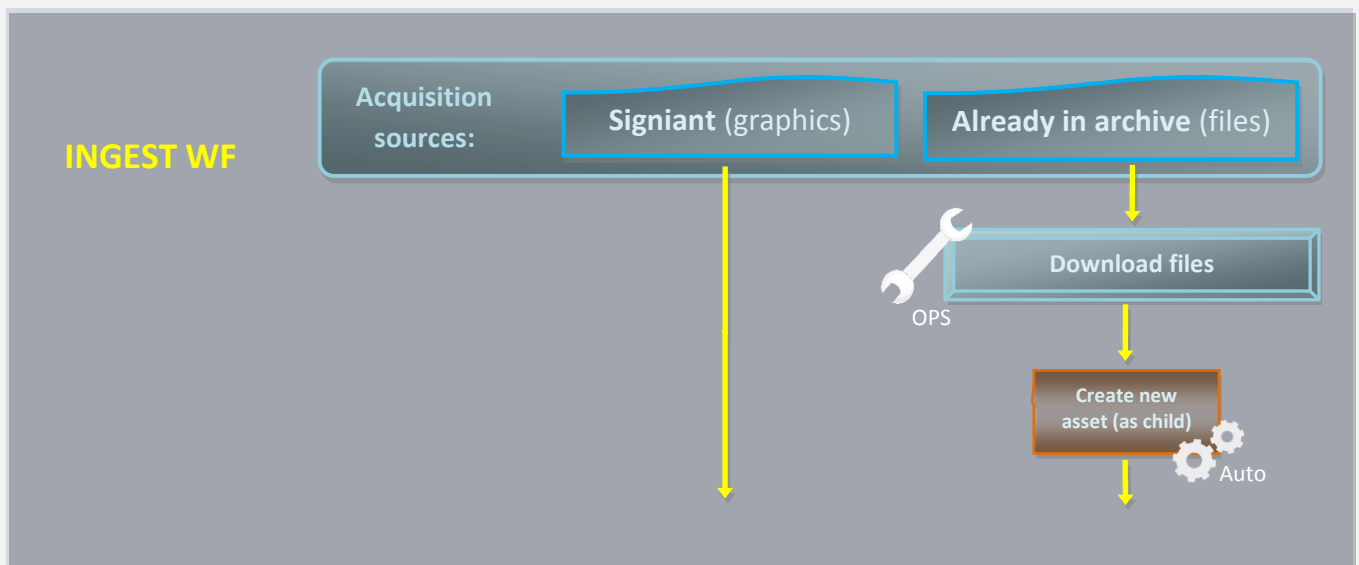 INGEST WF
Acquisition
sources:
Signiant (graphics)
Already in archive (files)
Download files
OPS
Create new
asset (as child)
Auto